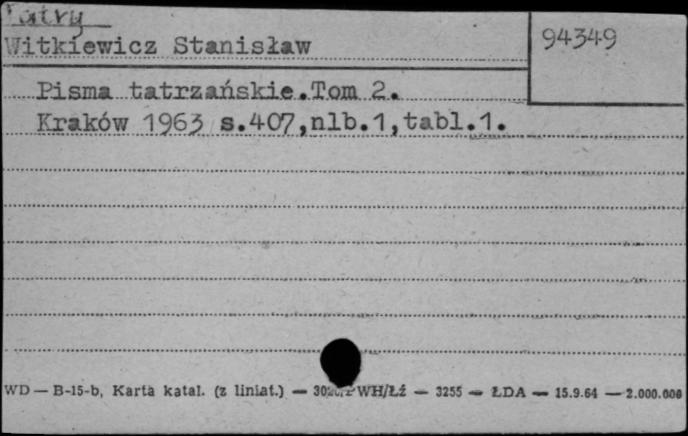 Tatry
94349
Witkiewicz Stanisław
Pisma tatrzańskie.Tom 2.
Kraków 1963 s.407,nlb.1,tabl.1.
WD — B-15-b, Karta katal. (z liniat.) — WH/Łź — 3255 — ŁDA — 15.9.64 — 2.000.000